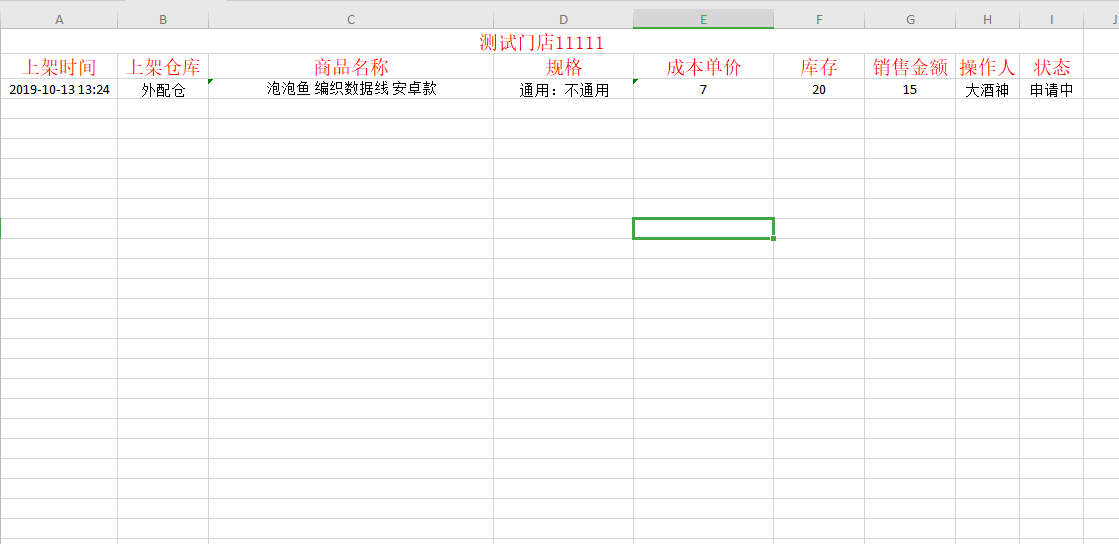 A B C D E F G H I J
测试门店11111
上架时间 上架仓库 商品名称 规格 成本单价 库存 销售金额 操作人 状态
2019-10-13 13:24 外配仓 泡泡鱼 编织数据线 安卓款 通用：不通用 7 20 15 大酒神 申请中